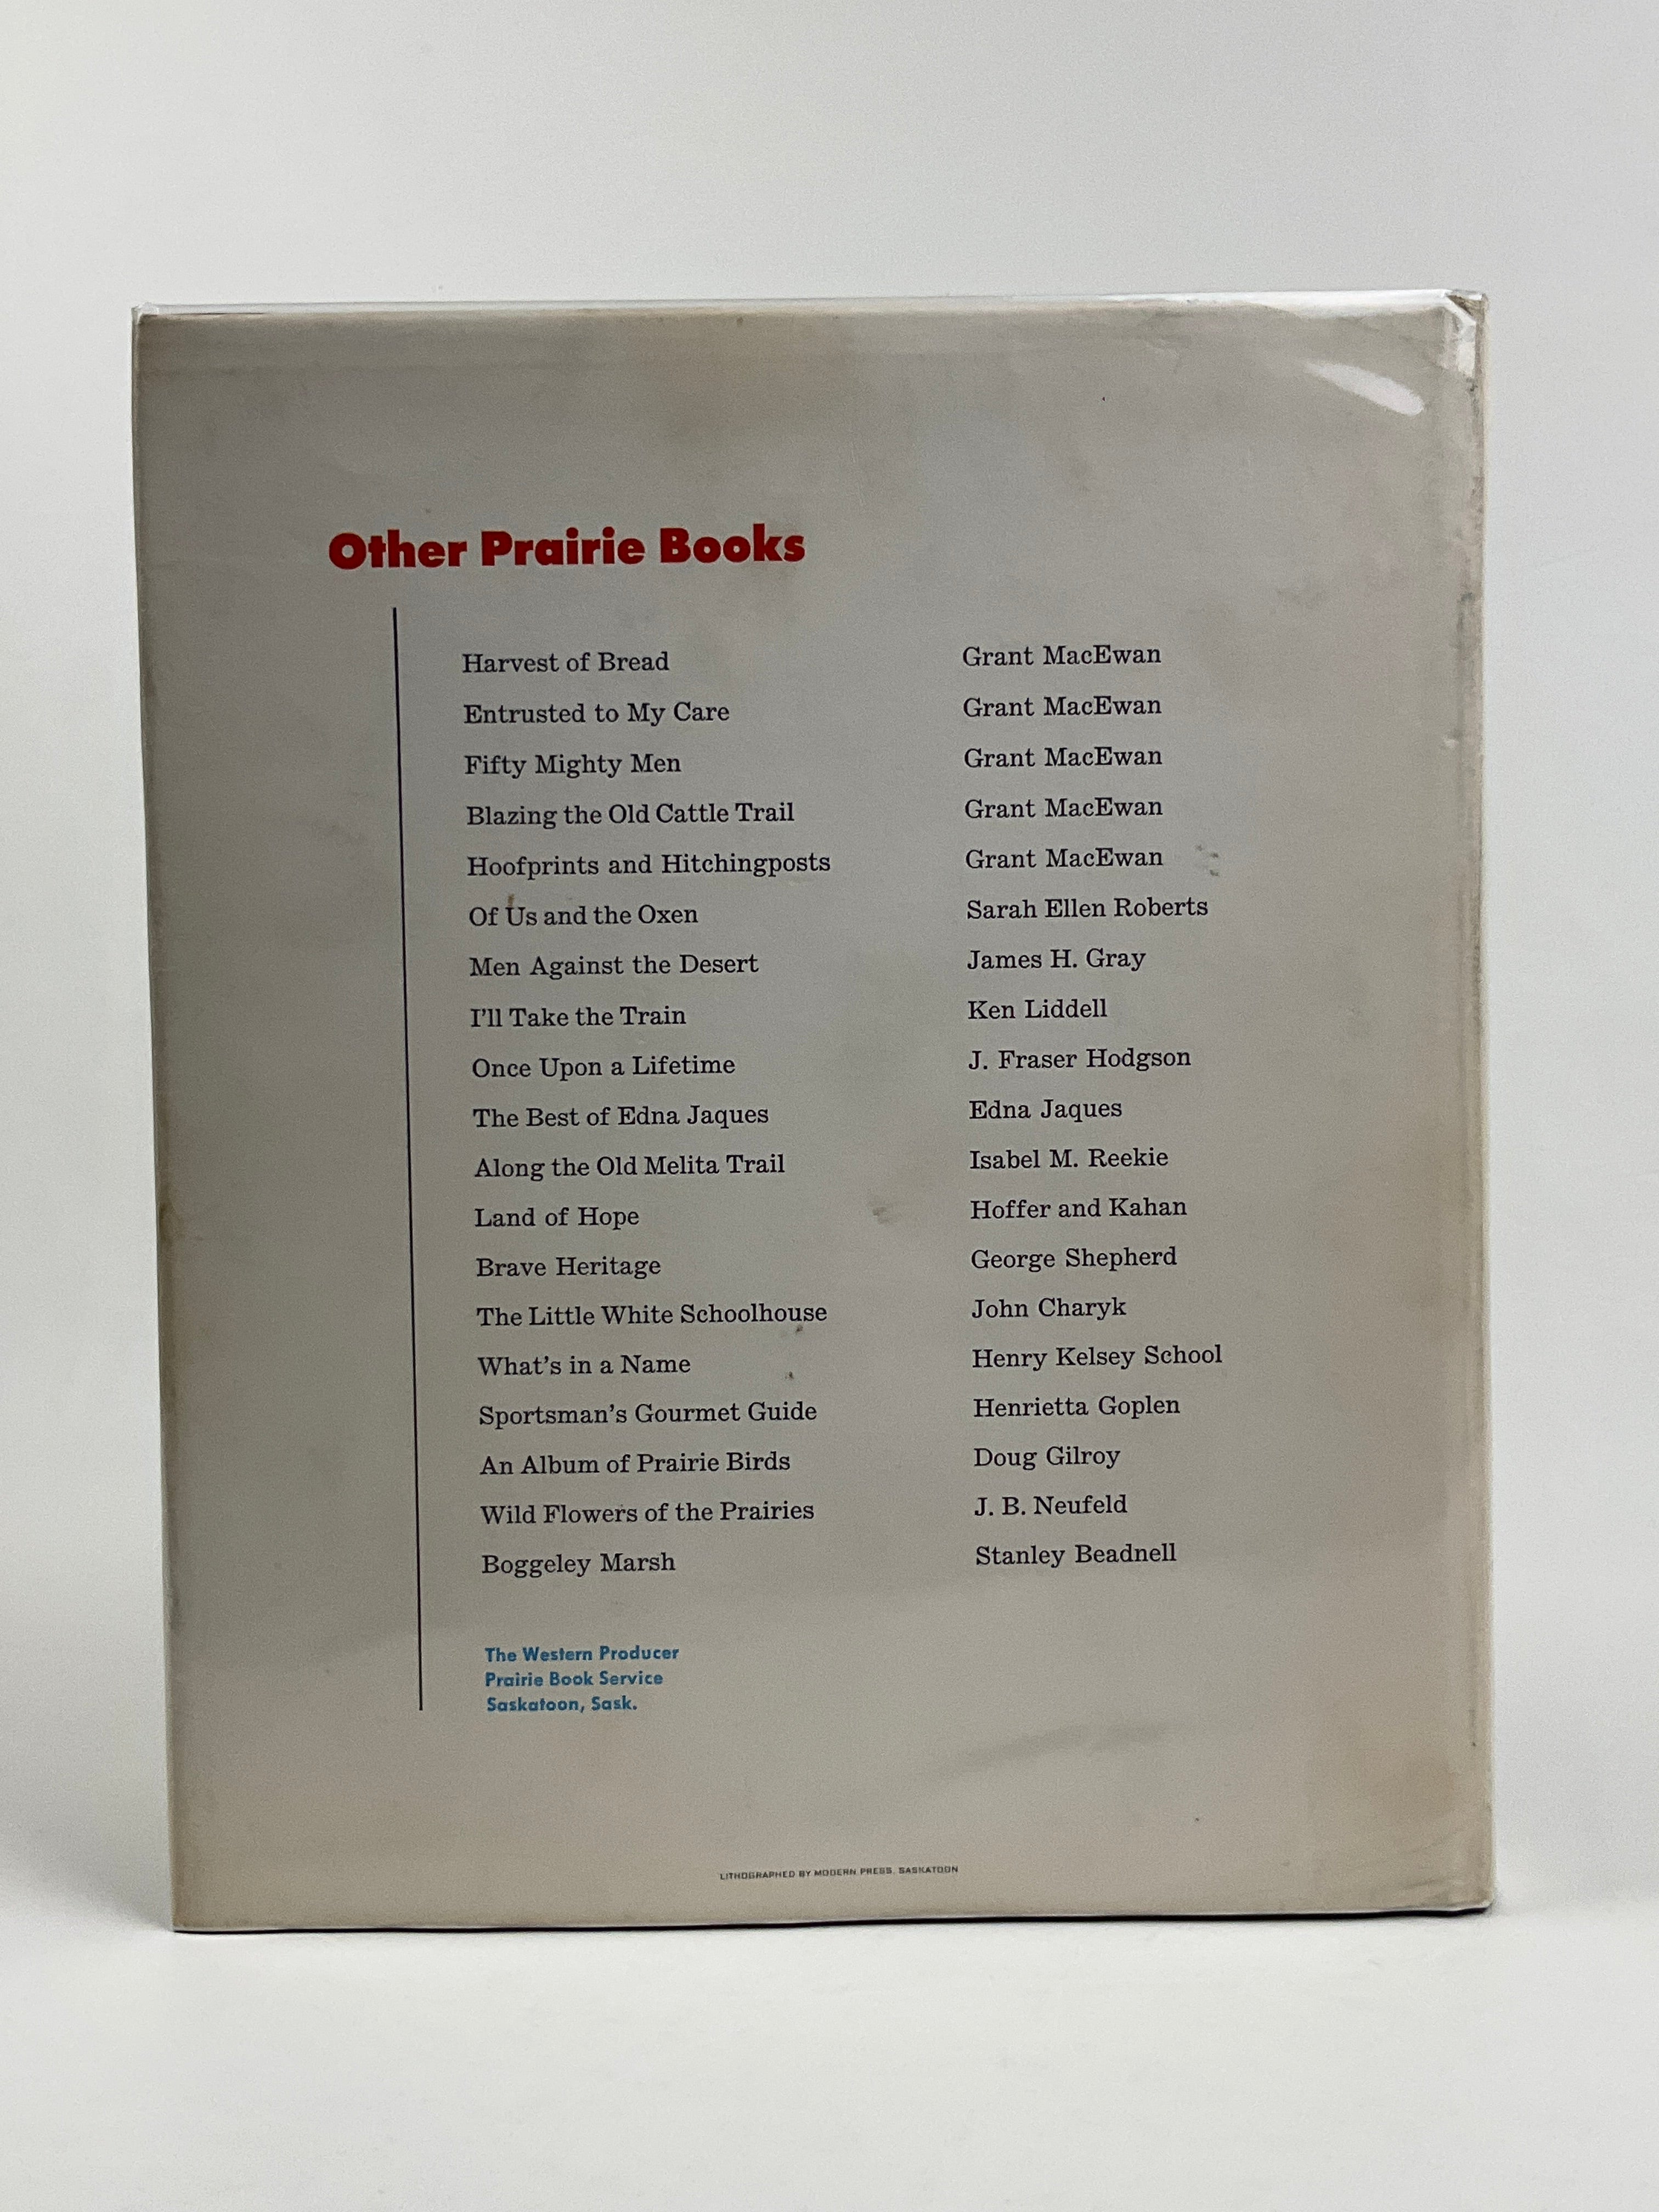 Other Prairie Books
Harvest of Bread Grant MacEwan
Entrusted to My Care Grant MacEwan
Fifty Mighty Men Grant MacEwan
Blazing the Old Cattle Trail Grant MacEwan
Hoofprints and Hitchingposts Grant MacEwan
Of Us and the Oxen Sarah Ellen Roberts
Men Against the Desert James H. Gray
I'll Take the Train Ken Liddell
Once Upon a Lifetime J. Fraser Hodgson
The Best of Edna Jaques Edna Jaques
Along the Old Melita Trail Isabel M. Reekie
Land of Hope Hoffer and Kahan
Brave Heritage George Shepherd
The Little White Schoolhouse John Charyk
What's in a Name Henry Kelsey School
Sportsman's Gourmet Guide Henrietta Goplen
An Album of Prairie Birds Doug Gilroy
Wild Flowers of the Prairies J. B. Neufeld
Boggeley Marsh Stanley Beadnell
The Western Producer
Prairie Book Service
Saskatoon, Sask.
LITHOGRAPHED BY MODERN PRESS, SASKATOON